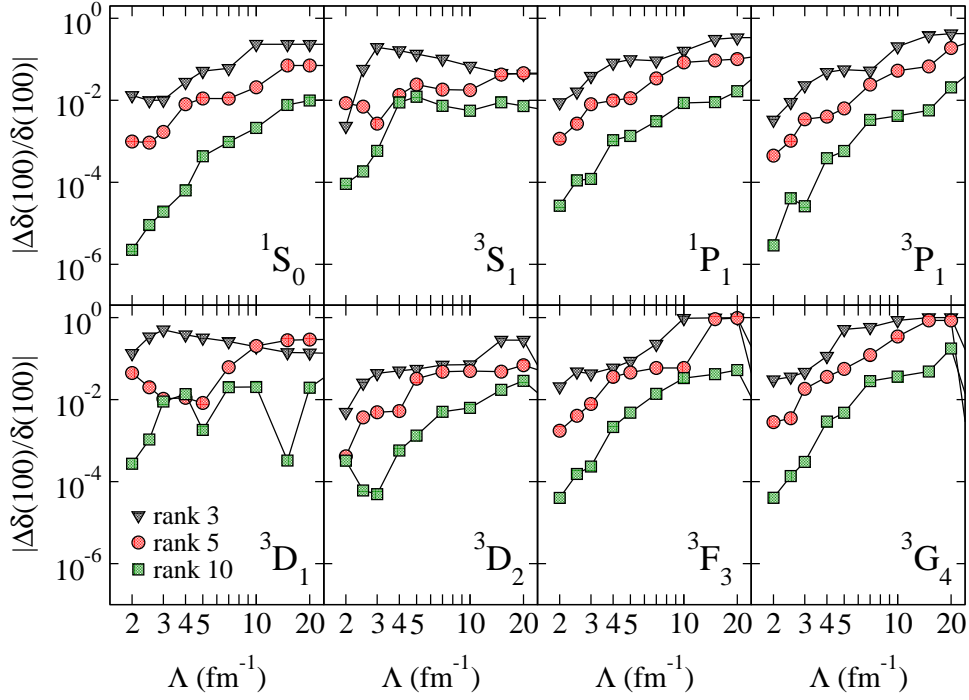 10^0
10^-2
10^-4
10^-6
|Δδ(100)/δ(100)|
^1S_0
^3S_1
^1P_1
^3P_1
10^0
10^-2
10^-4
10^-6
|Δδ(100)/δ(100)|
rank 3
rank 5
rank 10
^3D_1
^3D_2
^3F_3
^3G_4
2 3 4 5 10 20 2 3 4 5 10 20 2 3 4 5 10 20 2 3 4 5 10 20
Λ (fm^-1) Λ (fm^-1) Λ (fm^-1) Λ (fm^-1)